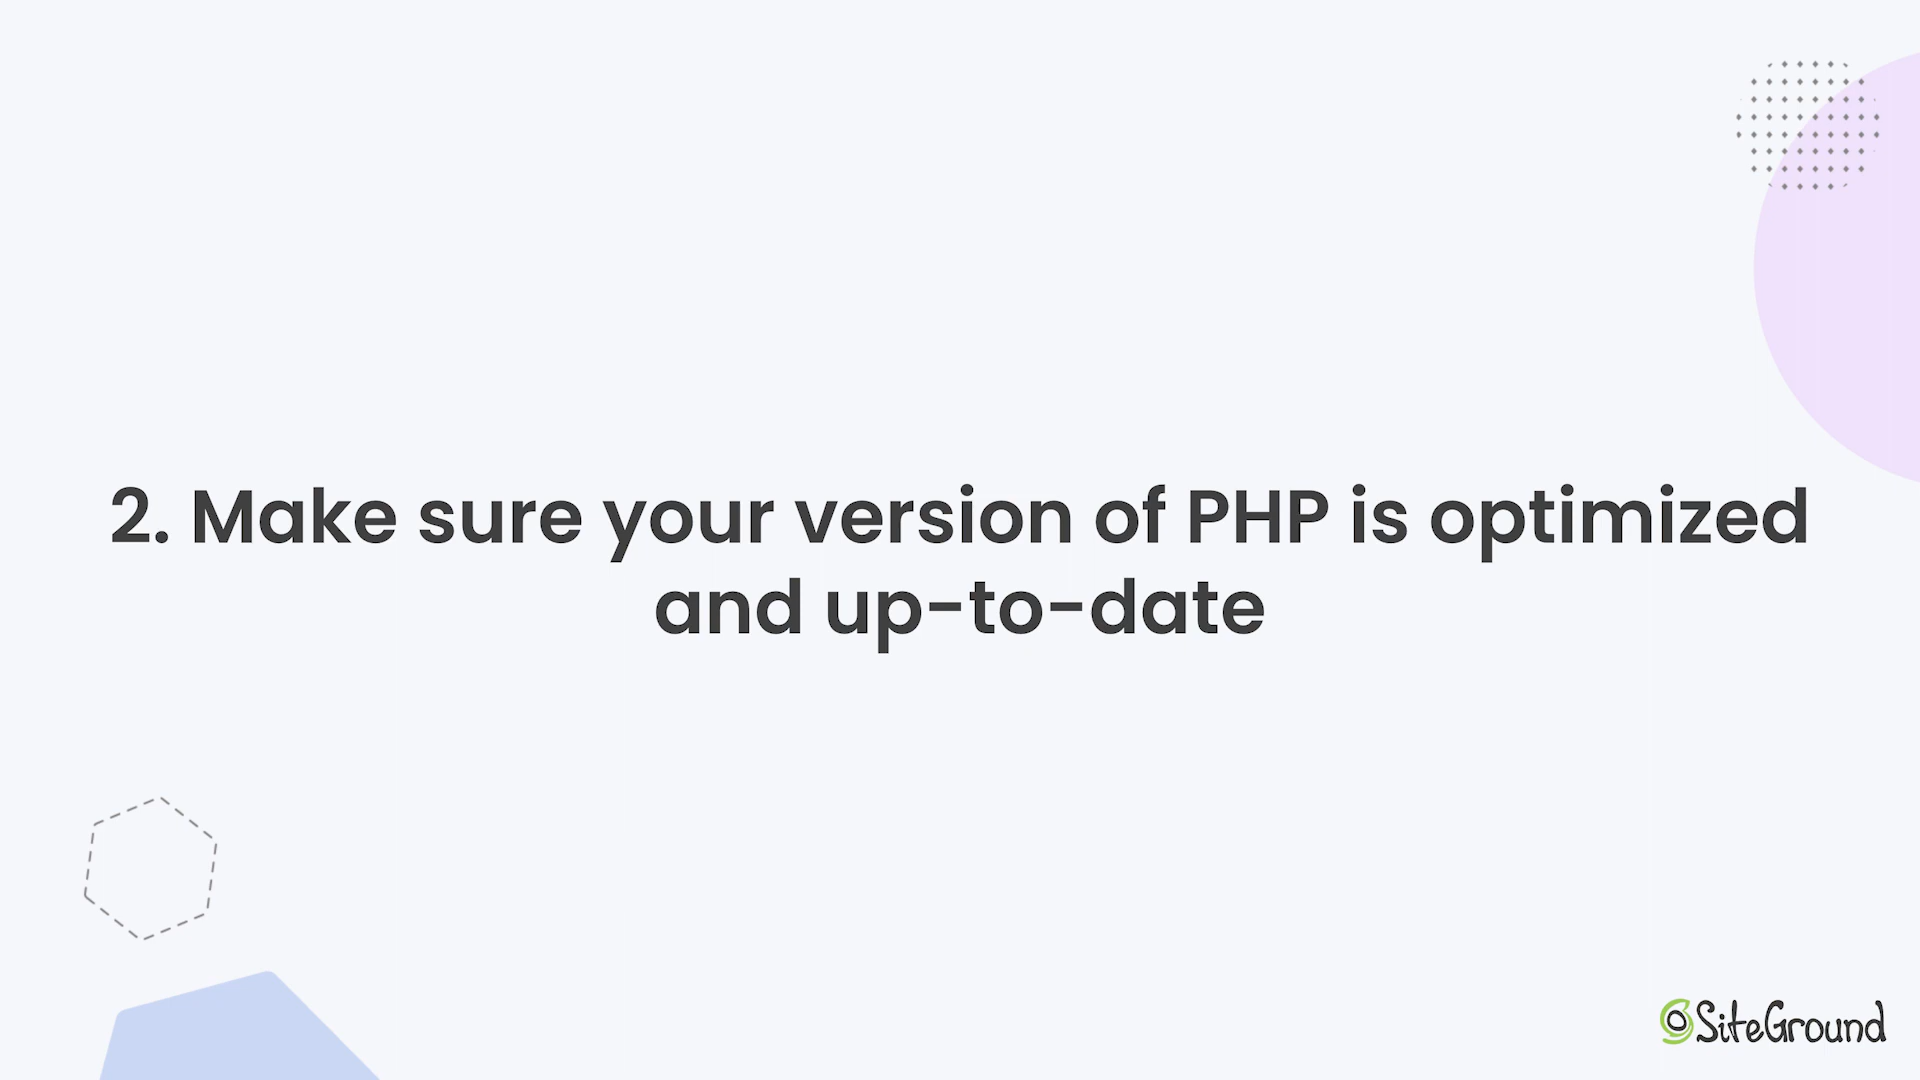 2. Make sure your version of PHP is optimized
and up-to-date
SiteGround